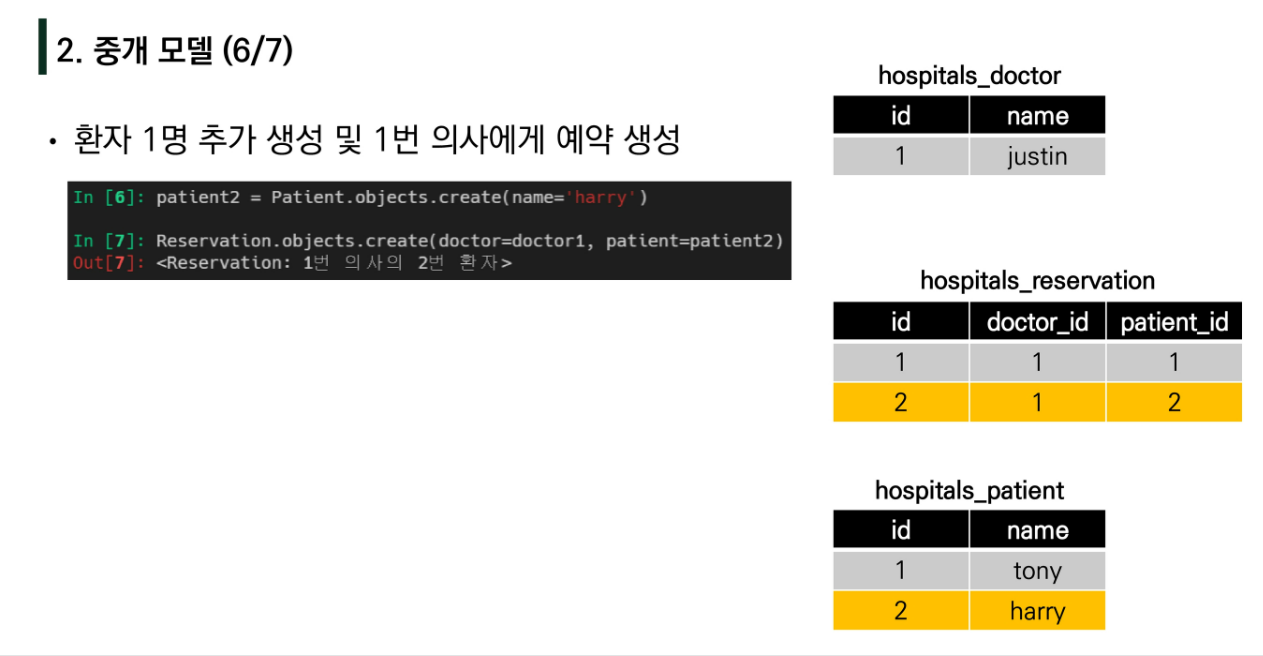 2. 중개 모델 (6/7)
• 환자 1명 추가 생성 및 1번 의사에게 예약 생성
In [6]: patient2 = Patient.objects.create(name='harry')
In [7]: Reservation.objects.create(doctor=doctor1, patient=patient2)
Out[7]: <Reservation: 1번 의사의 2번 환자>
hospitals_doctor
id name
1 justin
hospitals_reservation
id doctor_id patient_id
1 1 1
2 1 2
hospitals_patient
id name
1 tony
2 harry